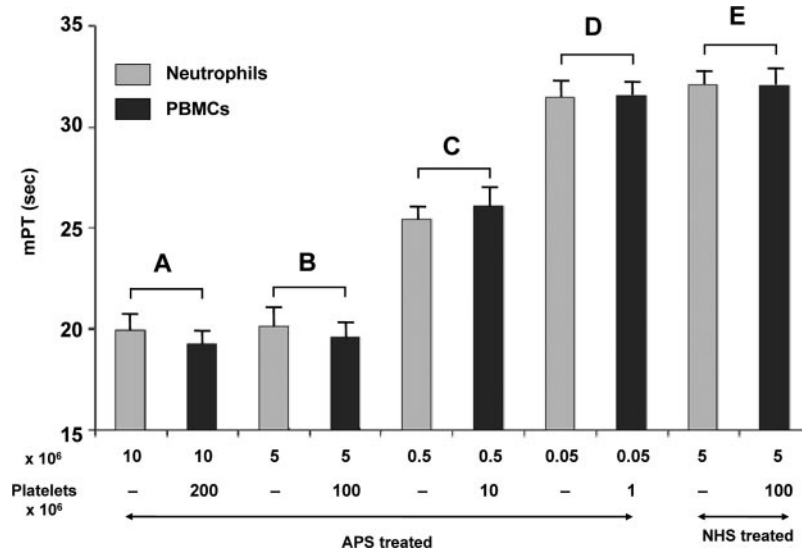 35
30
25
20
15
mPT (sec)
Neutrophils
PBMCs
A
B
C
D
E
x 10⁶ 10 10 5 5 0.5 0.5 0.05 0.05 5 5
Platelets – 200 – 100 – 10 – 1 – 100
x 10⁶
APS treated NHS treated